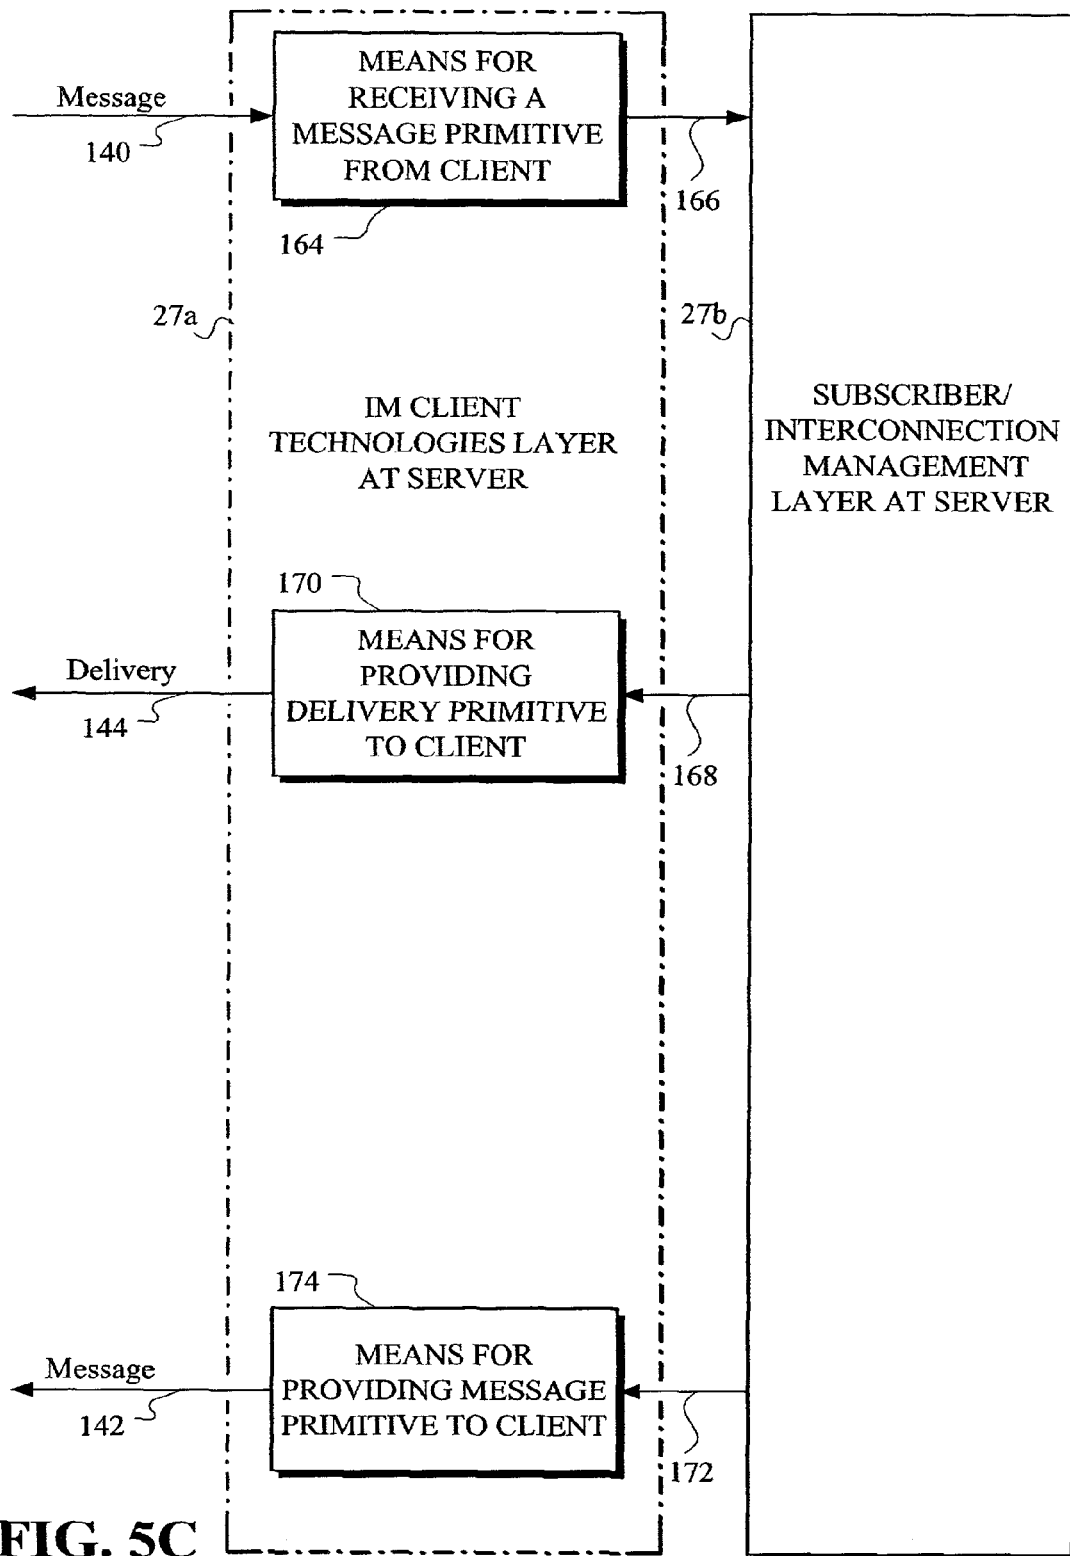 MEANS FOR
RECEIVING A
MESSAGE PRIMITIVE
FROM CLIENT
Message
140
166
164
27a
27b
IM CLIENT
TECHNOLOGIES LAYER
AT SERVER
SUBSCRIBER/
INTERCONNECTION
MANAGEMENT
LAYER AT SERVER
170
MEANS FOR
PROVIDING
DELIVERY PRIMITIVE
TO CLIENT
Delivery
144
168
174
MEANS FOR
PROVIDING MESSAGE
PRIMITIVE TO CLIENT
Message
142
172
FIG. 5C